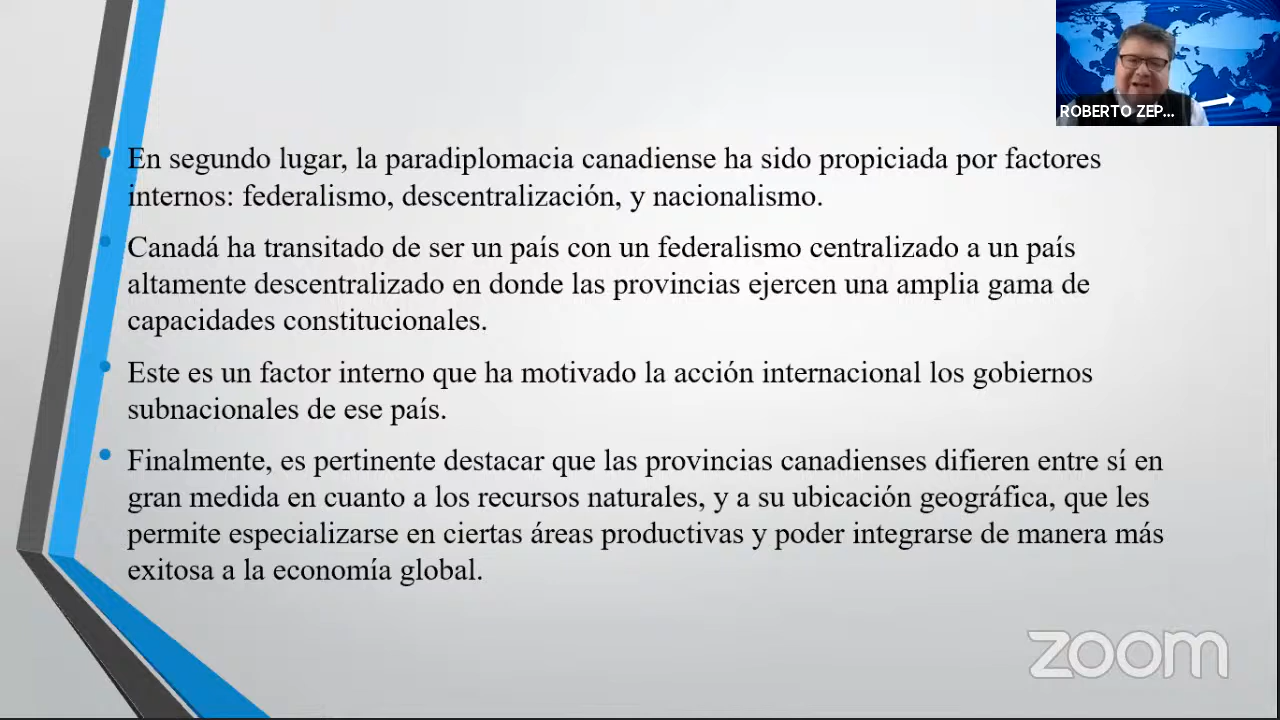 ROBERTO ZEP...
En segundo lugar, la paradiplomacia canadiense ha sido propiciada por factores
internos: federalismo, descentralización, y nacionalismo.
Canadá ha transitado de ser un país con un federalismo centralizado a un país
altamente descentralizado en donde las provincias ejercen una amplia gama de
capacidades constitucionales.
Este es un factor interno que ha motivado la acción internacional los gobiernos
subnacionales de ese país.
Finalmente, es pertinente destacar que las provincias canadienses difieren entre sí en
gran medida en cuanto a los recursos naturales, y a su ubicación geográfica, que les
permite especializarse en ciertas áreas productivas y poder integrarse de manera más
exitosa a la economía global.
zoom